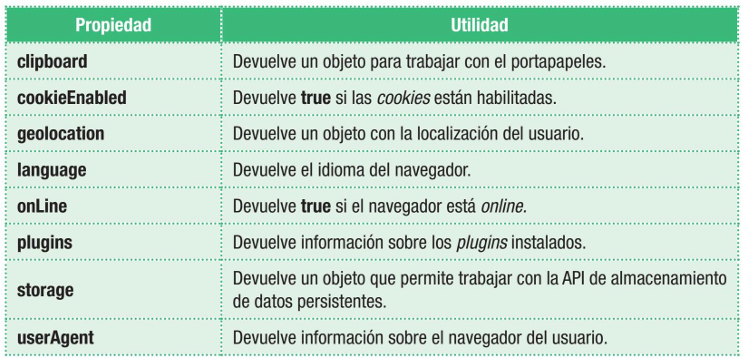 Propiedad Utilidad
clipboard Devuelve un objeto para trabajar con el portapapeles.
cookieEnabled Devuelve true si las cookies están habilitadas.
geolocation Devuelve un objeto con la localización del usuario.
language Devuelve el idioma del navegador.
onLine Devuelve true si el navegador está online.
plugins Devuelve información sobre los plugins instalados.
storage Devuelve un objeto que permite trabajar con la API de almacenamiento
de datos persistentes.
userAgent Devuelve información sobre el navegador del usuario.